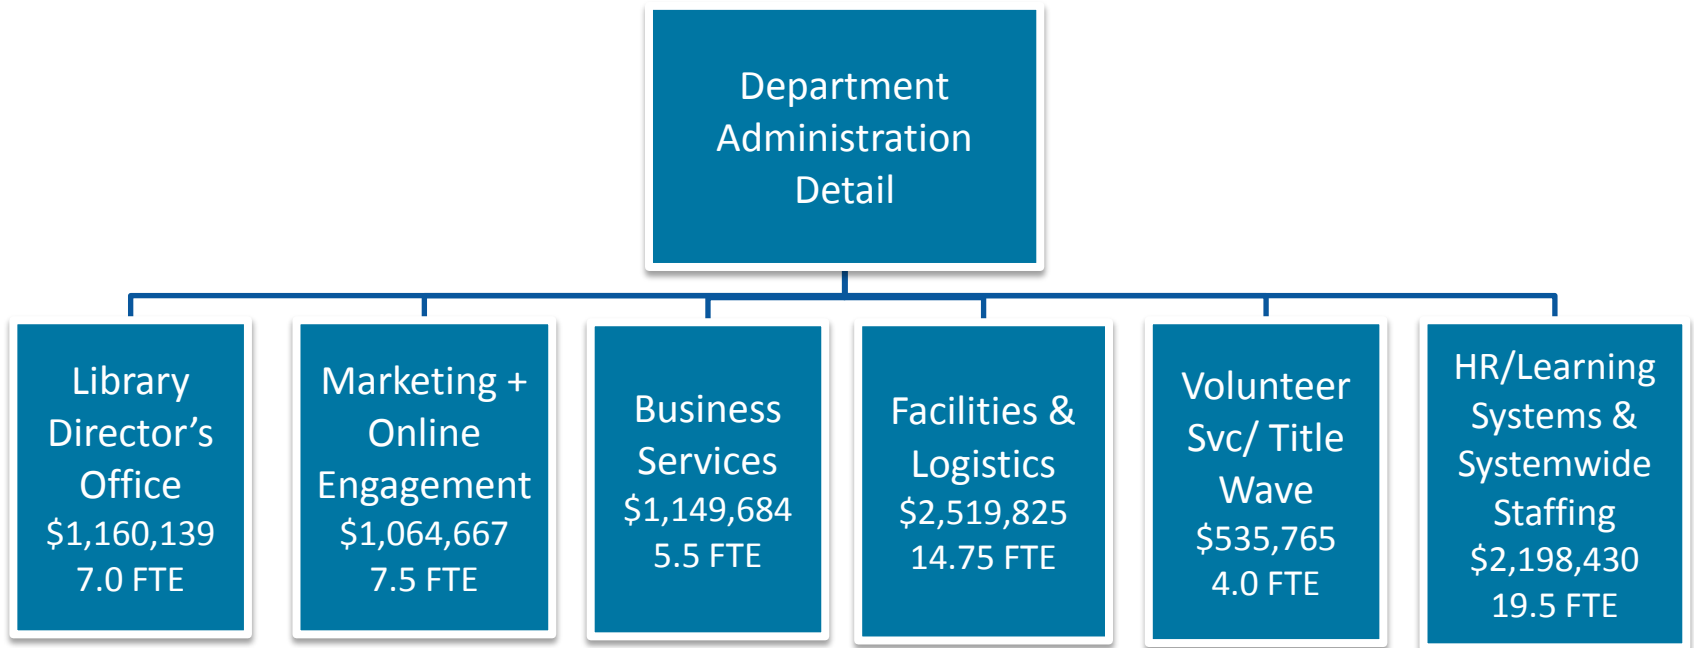 Department
Administration
Detail
Library
Director’s
Office
$1,160,139
7.0 FTE
Marketing +
Online
Engagement
$1,064,667
7.5 FTE
Business
Services
$1,149,684
5.5 FTE
Facilities &
Logistics
$2,519,825
14.75 FTE
Volunteer
Svc/ Title
Wave
$535,765
4.0 FTE
HR/Learning
Systems &
Systemwide
Staffing
$2,198,430
19.5 FTE